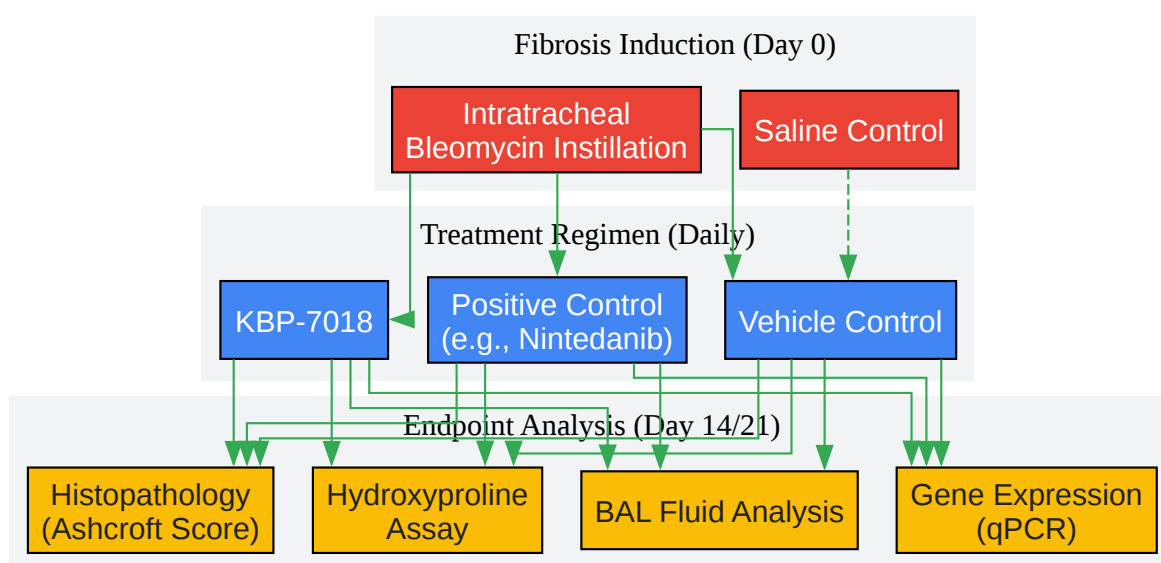 Fibrosis Induction (Day 0)
Intratracheal
Bleomycin Instillation
Saline Control
Treatment Regimen (Daily)
KBP-7018
Positive Control
(e.g., Nintedanib)
Vehicle Control
Endpoint Analysis (Day 14/21)
Histopathology
(Ashcroft Score)
Hydroxyproline
Assay
BAL Fluid Analysis
Gene Expression
(qPCR)